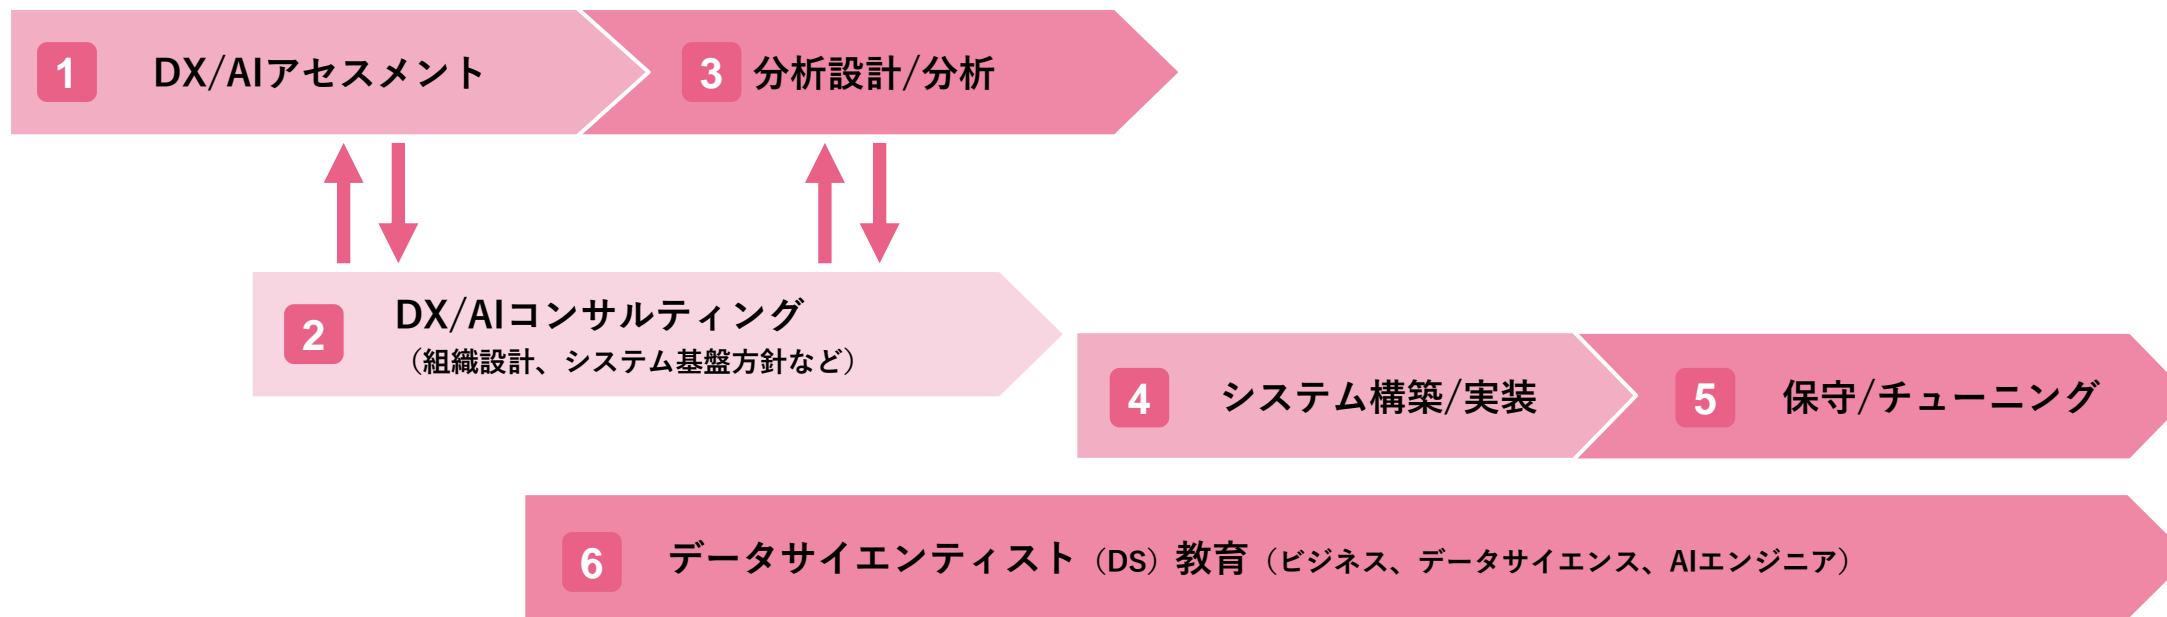 1 DX/AIアセスメント
3 分析設計/分析
2 DX/AIコンサルティング
（組織設計、システム基盤方針など）
4 システム構築/実装
5 保守/チューニング
6 データサイエンティスト（DS）教育（ビジネス、データサイエンス、AIエンジニア）